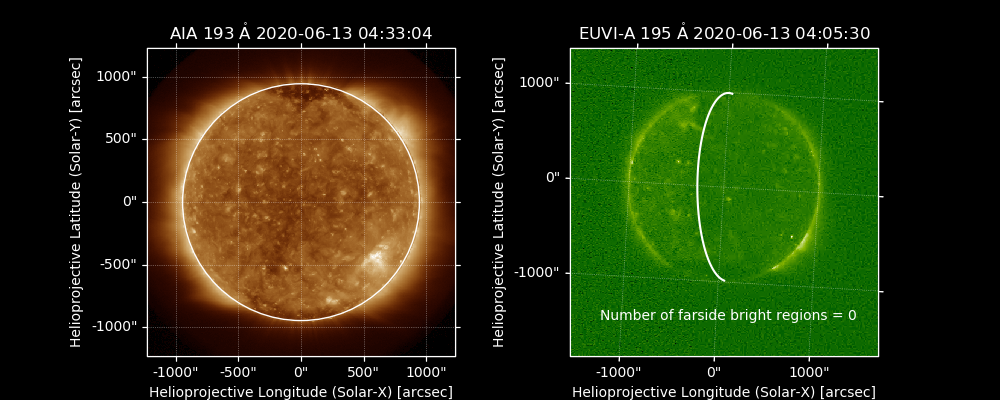 AIA 193 Å 2020-06-13 04:33:04
Helioprojective Latitude (Solar-Y) [arcsec]
1000"
500"
0"
-500"
-1000"
-1000" -500" 0" 500" 1000"
Helioprojective Longitude (Solar-X) [arcsec]
EUVI-A 195 Å 2020-06-13 04:05:30
Helioprojective Latitude (Solar-Y) [arcsec]
1000"
0"
-1000"
Number of farside bright regions = 0
-1000" 0" 1000"
Helioprojective Longitude (Solar-X) [arcsec]